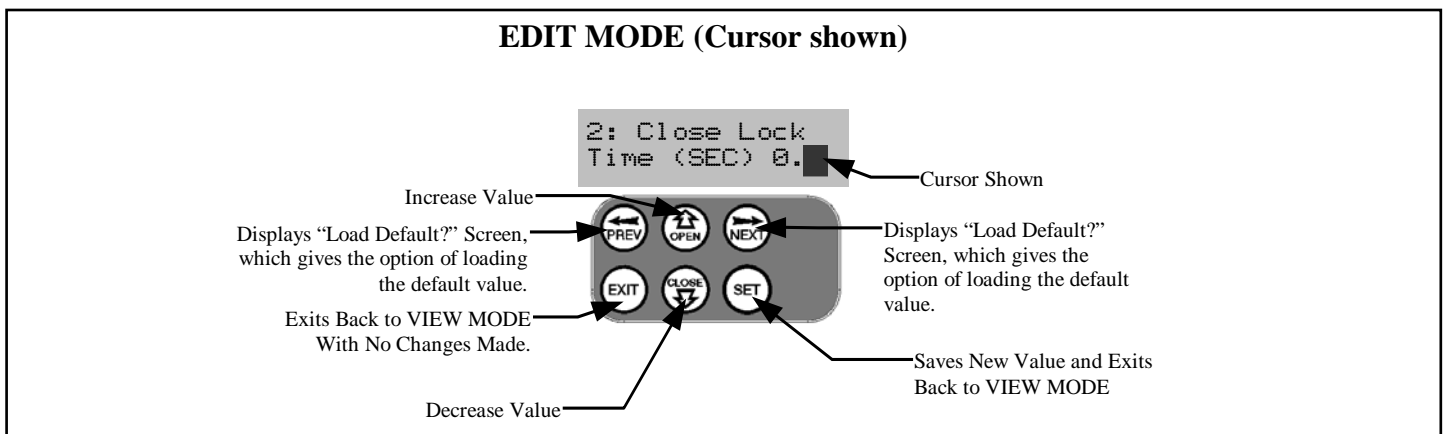 EDIT MODE (Cursor shown)
2: Close Lock
Time (SEC) 0.
Cursor Shown
Increase Value
Displays “Load Default?” Screen,
which gives the option of loading
the default value.
PREV
OPEN
NEXT
Displays “Load Default?”
Screen, which gives the
option of loading the default
value.
EXIT
CLOSE
SET
Exits Back to VIEW MODE
With No Changes Made.
Saves New Value and Exits
Back to VIEW MODE
Decrease Value